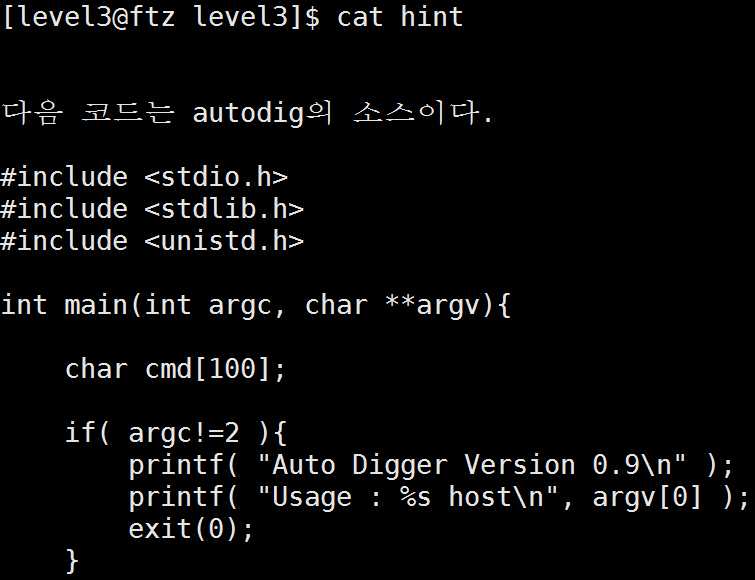 [level3@ftz level3]$ cat hint
다음 코드는 autodig의 소스이다.
#include <stdio.h>
#include <stdlib.h>
#include <unistd.h>
int main(int argc, char **argv){
    char cmd[100];
    if( argc!=2 ){
        printf( "Auto Digger Version 0.9\n" );
        printf( "Usage : %s host\n", argv[0] );
        exit(0);
    }